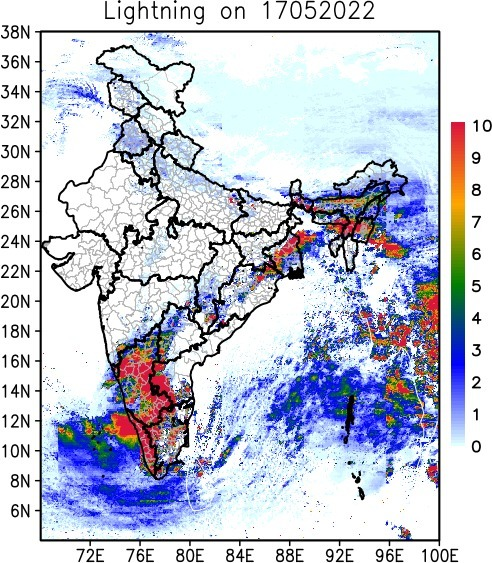 Lightning on 17052022
38N
36N
34N
32N
30N
28N
26N
24N
22N
20N
18N
16N
14N
12N
10N
8N
6N
72E 76E 80E 84E 88E 92E 96E 100E
10
9
8
7
6
5
4
3
2
1
0